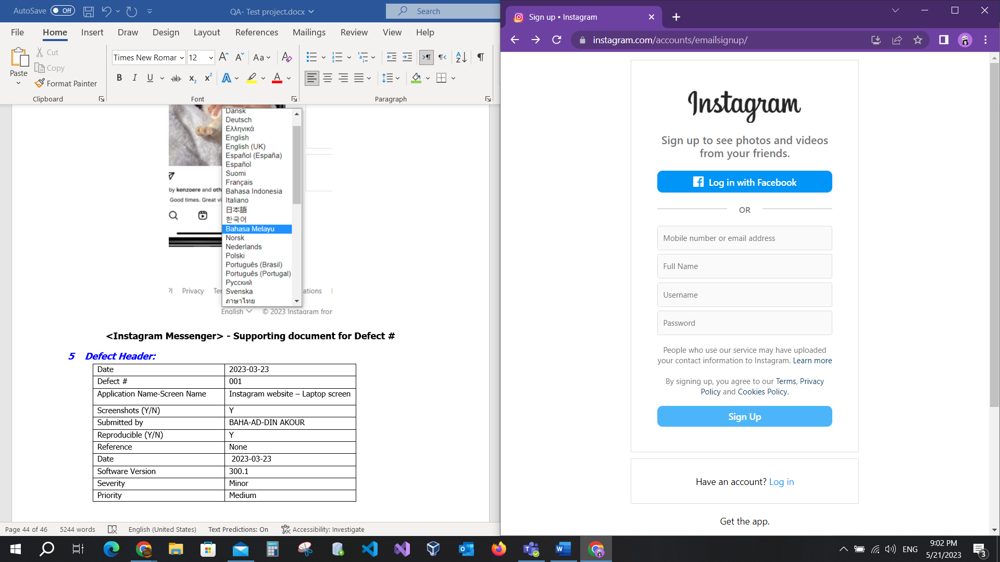 AutoSave Off
QA- Test project.docx
Search
File Home Insert Draw Design Layout References Mailings Review View Help
Paste
Cut
Copy
Format Painter
Clipboard
Times New Romar 12
Font
Paragraph
Dansk
Deutsch
Ελληνικά
English
English (UK)
Español (España)
Español
Suomi
Français
Bahasa Indonesia
Italiano
日本語
한국어
Bahasa Melayu
Norsk
Nederlands
Polski
Português (Brasil)
Português (Portugal)
Русский
Svenska
ภาษาไทย
by kenzoere and oth
Good times. Great vi
PI Privacy Ter ations
English © 2023 Instagram from
<Instagram Messenger> - Supporting document for Defect #
5 Defect Header:
Date 2023-03-23
Defect # 001
Application Name-Screen Name Instagram website – Laptop screen
Screenshots (Y/N) Y
Submitted by BAHA-AD-DIN AKOUR
Reproducible (Y/N) Y
Reference None
Date 2023-03-23
Software Version 300.1
Severity Minor
Priority Medium
Page 44 of 46 5244 words English (United States) Text Predictions: On Accessibility: Investigate
Sign up • Instagram
instagram.com/accounts/emailsignup/
Instagram
Sign up to see photos and videos
from your friends.
Log in with Facebook
OR
Mobile number or email address
Full Name
Username
Password
People who use our service may have uploaded
your contact information to Instagram. Learn more
By signing up, you agree to our Terms, Privacy
Policy and Cookies Policy.
Sign Up
Have an account? Log in
Get the app.
ENG
9:02 PM
5/21/2023
3